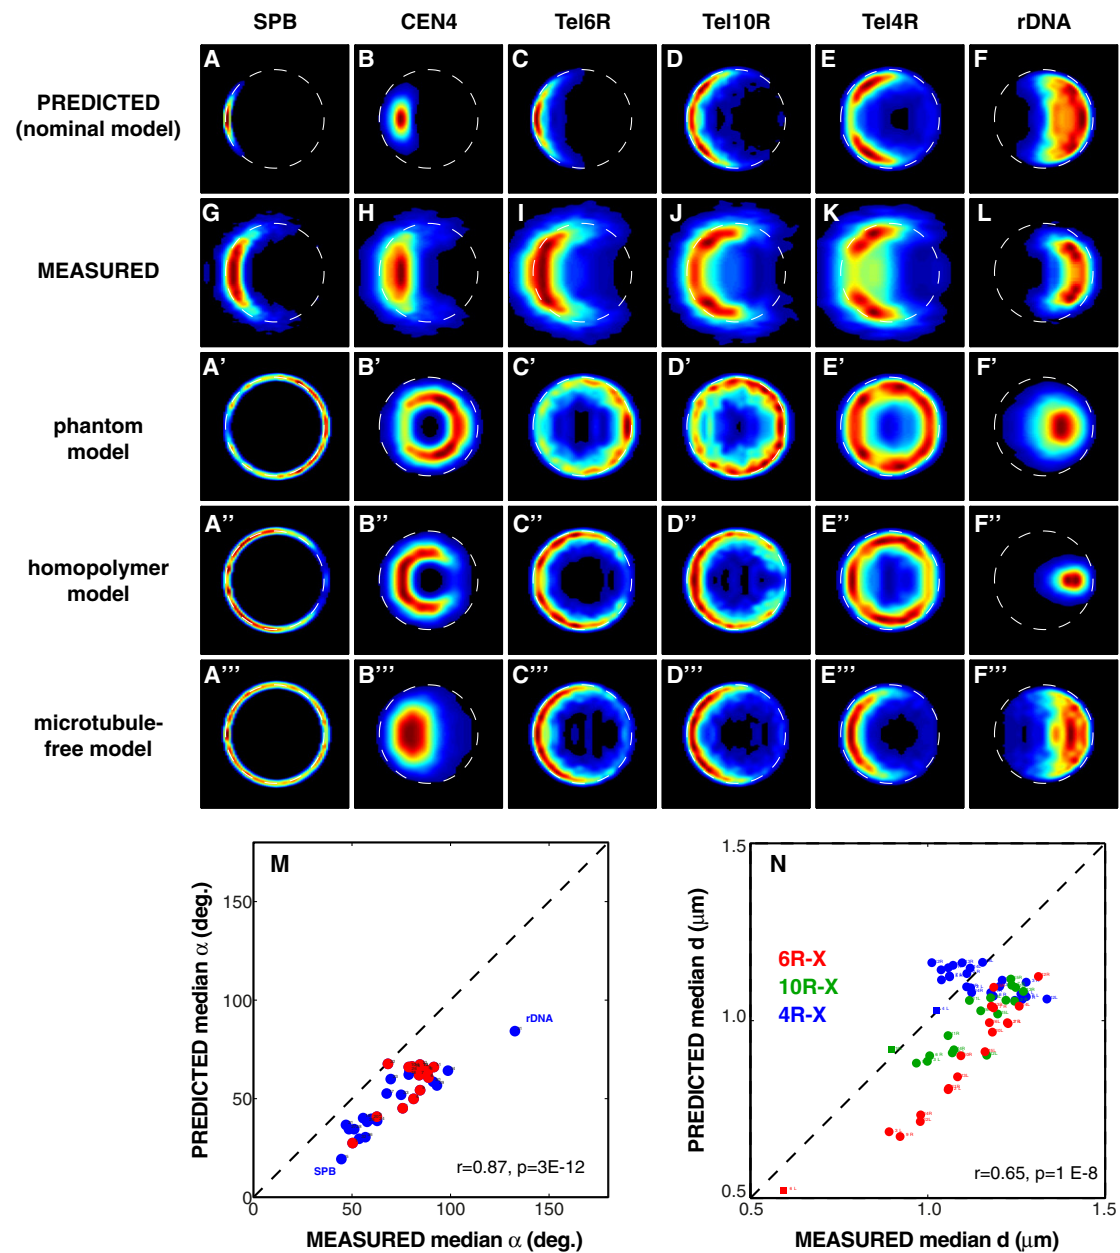 SPB CEN4 Tel6R Tel10R Tel4R rDNA
PREDICTED
(nominal model)
A B C D E F
MEASURED
G H I J K L
phantom
model
A' B' C' D' E' F'
homopolymer
model
A'' B'' C'' D'' E'' F''
microtubule-
free model
A''' B''' C''' D''' E''' F'''
M
PREDICTED median α (deg.)
150
100
50
0
0 50 100 150
MEASURED median α (deg.)
rDNA
SPB
r=0.87, p=3E-12
N
PREDICTED median d (μm)
1.5
1.0
0.5
1.0 1.5
MEASURED median d (μm)
6R-X
10R-X
4R-X
r=0.65, p=1 E-8